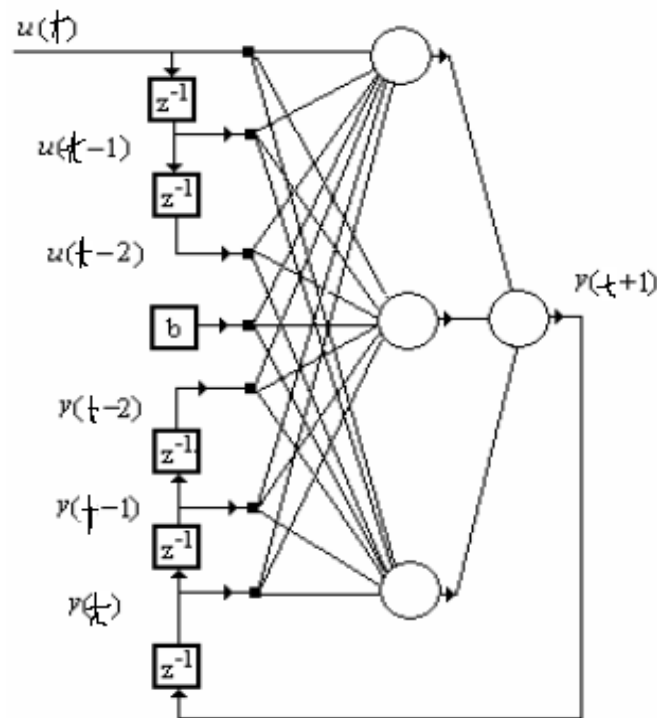 u(t)
z⁻¹
u(t-1)
z⁻¹
u(t-2)
y(t+1)
b
y(t-2)
z⁻¹
y(t-1)
z⁻¹
y(t)
z⁻¹